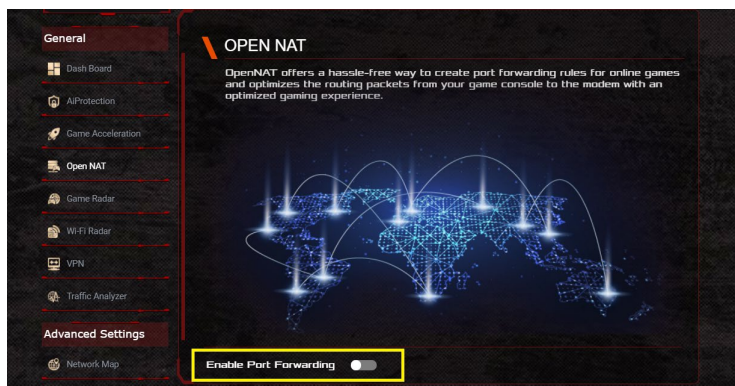 General
Dash Board
AiProtection
Game Acceleration
Open NAT
Game Radar
Wi-Fi Radar
VPN
Traffic Analyzer
Advanced Settings
Network Map
OPEN NAT
OpenNAT offers a hassle-free way to create port forwarding rules for online games
and optimizes the routing packets from your game console to the modem with an
optimized gaming experience.
Enable Port Forwarding